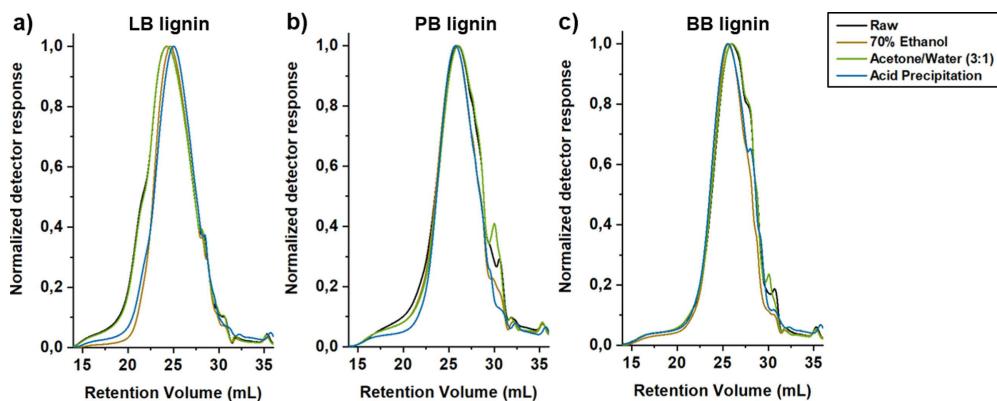 a) LB lignin
b) PB lignin
c) BB lignin
Raw
70% Ethanol
Acetone/Water (3:1)
Acid Precipitation
Normalized detector response
1,0
0,8
0,6
0,4
0,2
0,0
15 20 25 30 35
Retention Volume (mL)
Normalized detector response
1,0
0,8
0,6
0,4
0,2
0,0
15 20 25 30 35
Retention Volume (mL)
Normalized detector response
1,0
0,8
0,6
0,4
0,2
0,0
15 20 25 30 35
Retention Volume (mL)